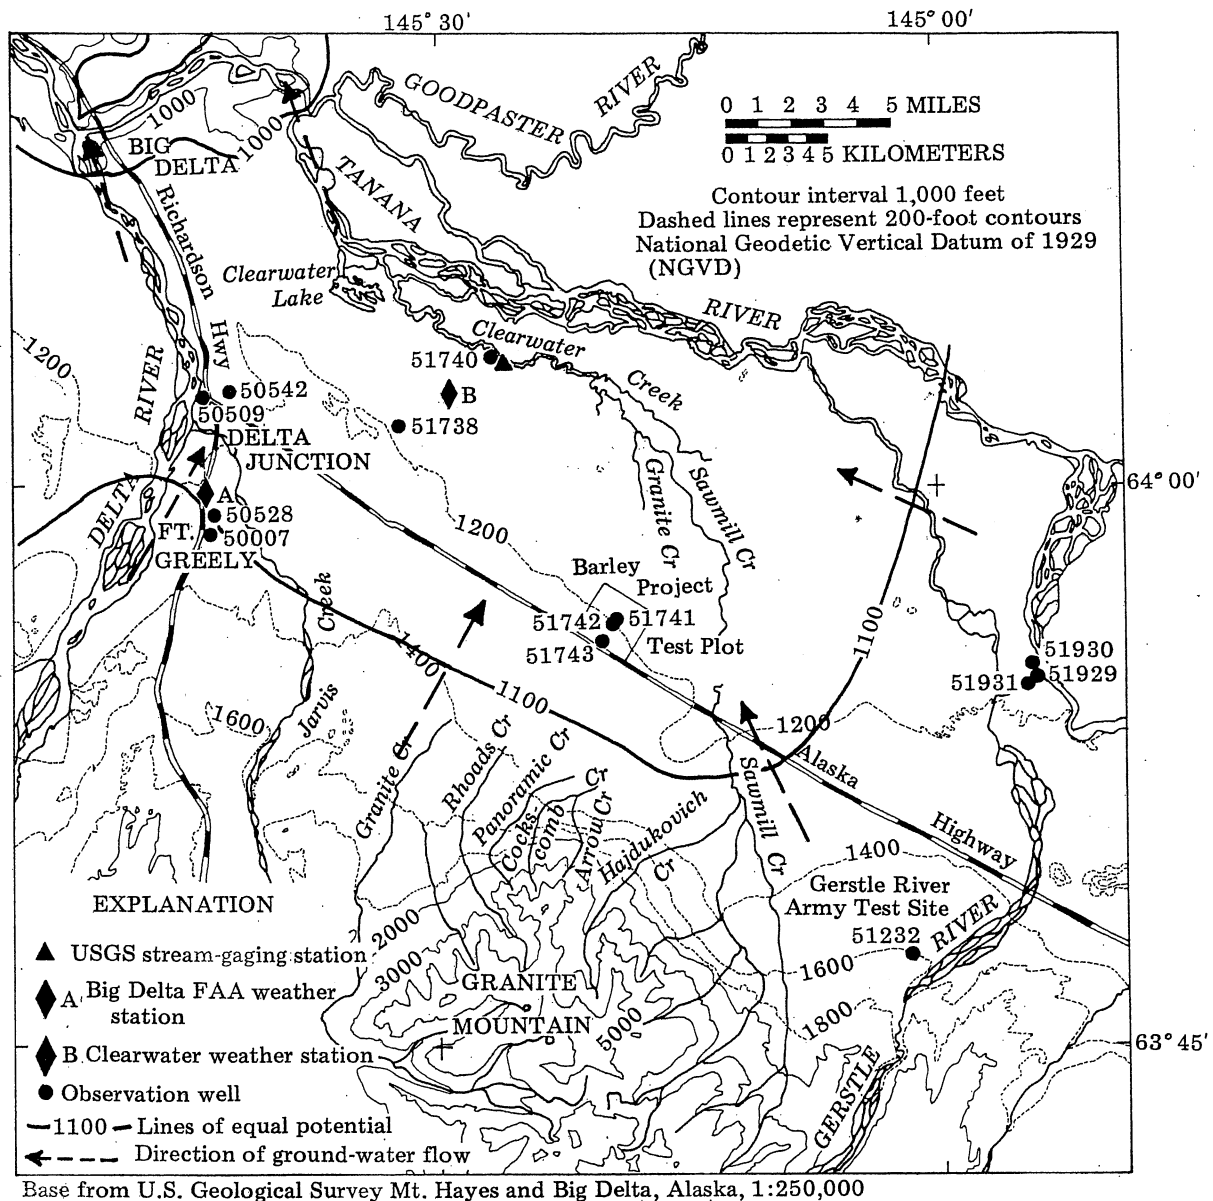 145° 30'
145° 00'
GOODPASTER RIVER
0 1 2 3 4 5 MILES
0 1 2 3 4 5 KILOMETERS
Contour interval 1,000 feet
Dashed lines represent 200-foot contours
National Geodetic Vertical Datum of 1929
(NGVD)
1000
1000
BIG
DELTA
TANANA
RIVER
Richardson
Hwy
Clearwater
Lake
Clearwater
Creek
1200
RIVER
51740
B
50542
50509
51738
DELTA
JUNCTION
A
50528
50007
FT.
GREELY
DELTA
Granite Cr
Sawmill Cr
64° 00'
1200
Barley
Project
51742
51741
51743
Test Plot
1100
51930
51929
51931
Creek
Jarvis
1400
1100
1600
1200
Alaska
Highway
Granite Cr
Rhoads Cr
Panoramic Cr
Cocks-
comb
Cr
Arrow Cr
Hajdukovich
Cr
Sawmill Cr
1400
Gerstle River
Army Test Site
51232
RIVER
GERSTLE
1600
1800
2000
3000
GRANITE
MOUNTAIN
5000
63° 45'
EXPLANATION
USGS stream-gaging station
A Big Delta FAA weather
station
B Clearwater weather station
Observation well
1100 Lines of equal potential
Direction of ground-water flow
Base from U.S. Geological Survey Mt. Hayes and Big Delta, Alaska, 1:250,000